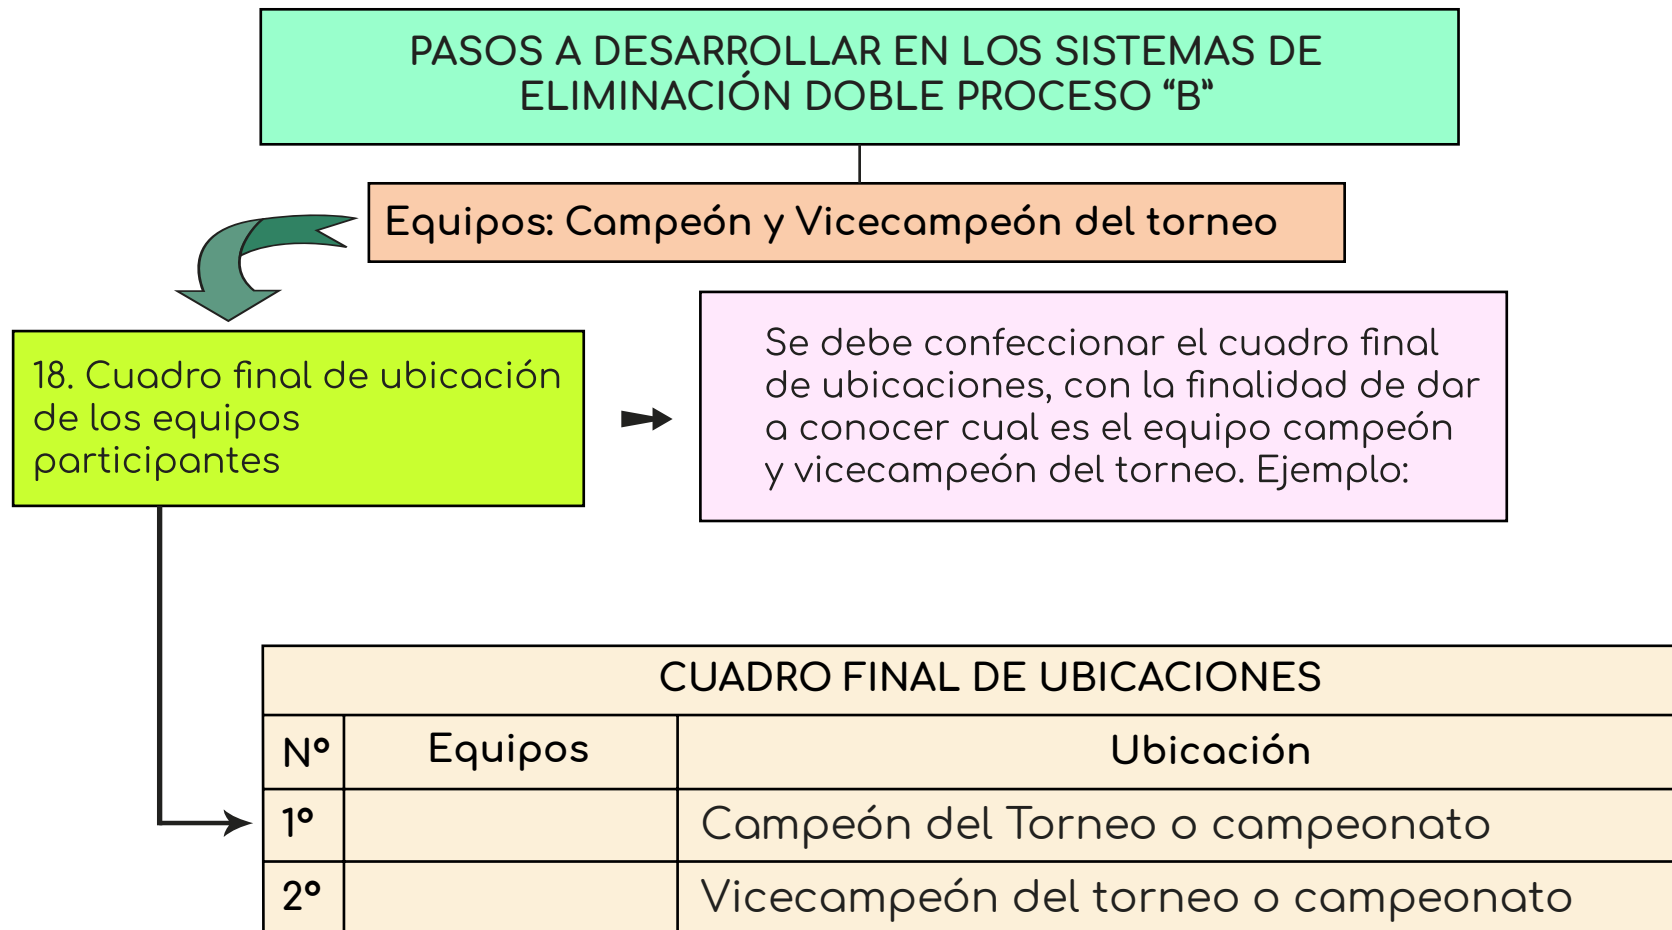 PASOS A DESARROLLAR EN LOS SISTEMAS DE
ELIMINACIÓN DOBLE PROCESO “B”
Equipos: Campeón y Vicecampeón del torneo
18. Cuadro final de ubicación
de los equipos
participantes
Se debe confeccionar el cuadro final
de ubicaciones, con la finalidad de dar
a conocer cual es el equipo campeón
y vicecampeón del torneo. Ejemplo:
CUADRO FINAL DE UBICACIONES
Nº Equipos Ubicación
1º Campeón del Torneo o campeonato
2º Vicecampeón del torneo o campeonato